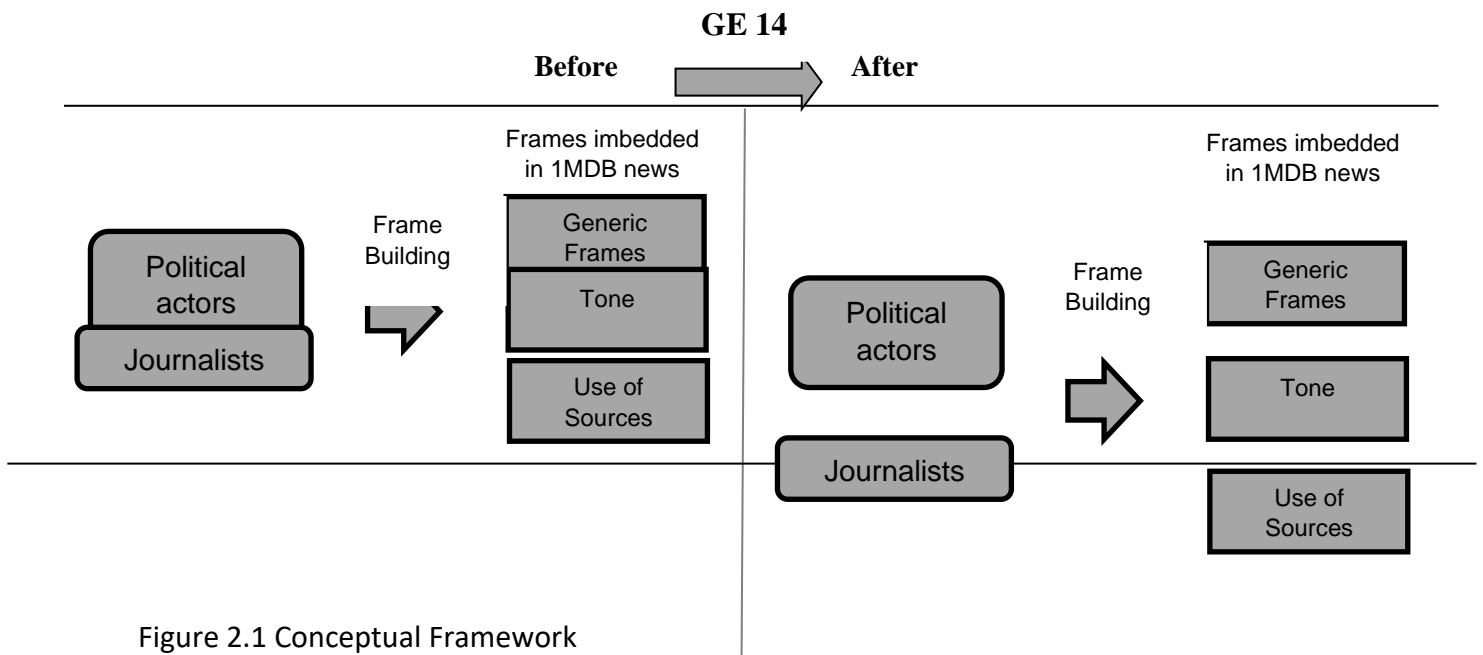 GE 14
Before
After
Frames imbedded
in 1MDB news
Political
actors
Journalists
Frame
Building
Generic
Frames
Tone
Use of
Sources
Frames imbedded
in 1MDB news
Political
actors
Journalists
Frame
Building
Generic
Frames
Tone
Use of
Sources
Figure 2.1 Conceptual Framework